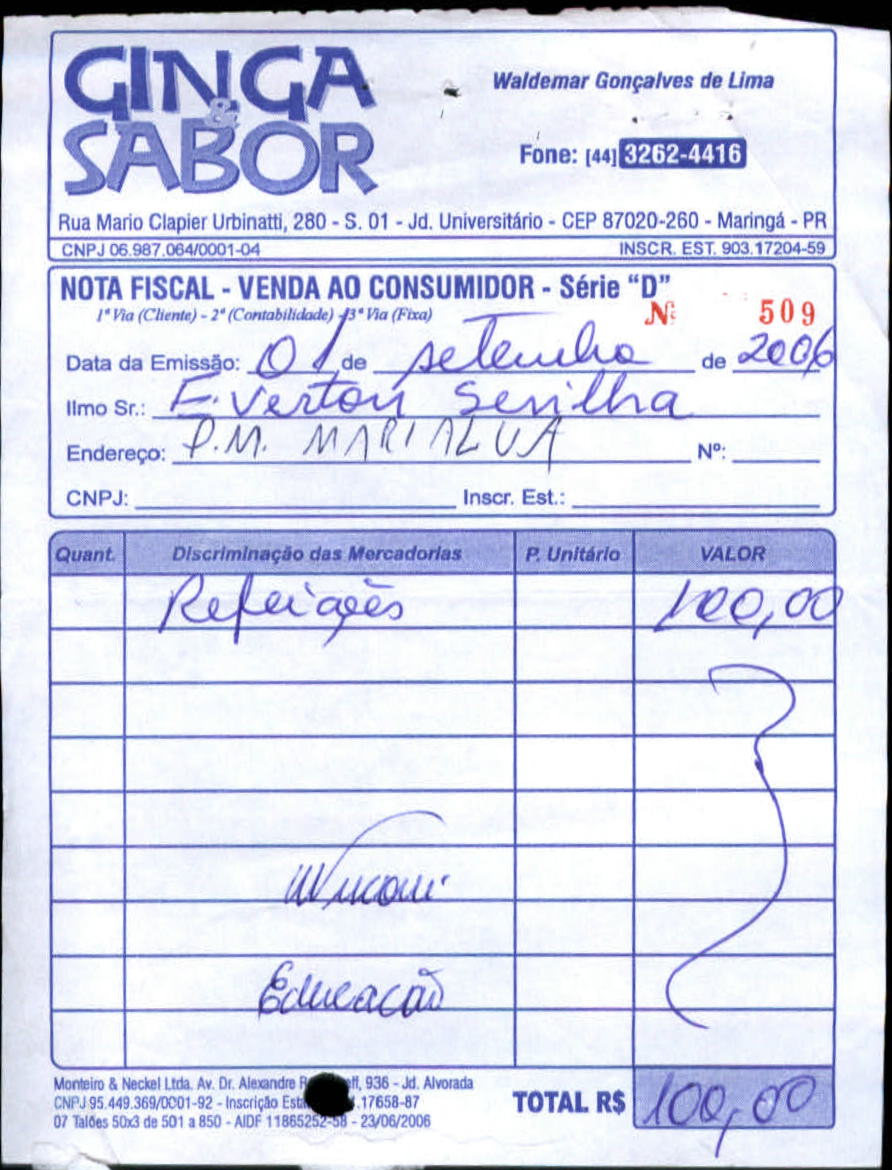 GINGA
&
SABOR
Waldemar Gonçalves de Lima
Fone: [44] 3262-4416
Rua Mario Clapier Urbinatti, 280 - S. 01 - Jd. Universitário - CEP 87020-260 - Maringá - PR
CNPJ 06.987.064/0001-04 INSCR. EST. 903.17204-59
NOTA FISCAL - VENDA AO CONSUMIDOR - Série "D"
1ª Via (Cliente) - 2ª (Contabilidade) - 3ª Via (Fixa) Nº 509
Data da Emissão: 01 de setembro de 2006
Ilmo Sr.: Everton Serilha
Endereço: P.M. MARIALVA Nº:
CNPJ: Inscr. Est.:
Quant. Discriminação das Mercadorias P. Unitário VALOR
Refeições 100,00
Educação
Monteiro & Neckel Ltda. Av. Dr. Alexandre 936 - Jd. Alvorada
CNPJ 95.449.369/0001-92 - Inscrição .17658-87
07 Talões 50x3 de 501 a 850 - AIDF 11865252-58 - 23/06/2006
TOTAL R$ 100,00